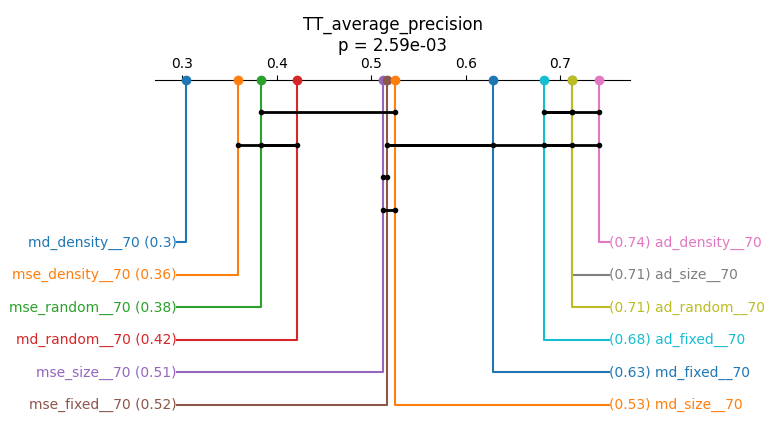 TT_average_precision
p = 2.59e-03
0.3 0.4 0.5 0.6 0.7
md_density__70 (0.3) (0.74) ad_density__70
mse_density__70 (0.36) (0.71) ad_size__70
mse_random__70 (0.38) (0.71) ad_random__70
md_random__70 (0.42) (0.68) ad_fixed__70
mse_size__70 (0.51) (0.63) md_fixed__70
mse_fixed__70 (0.52) (0.53) md_size__70